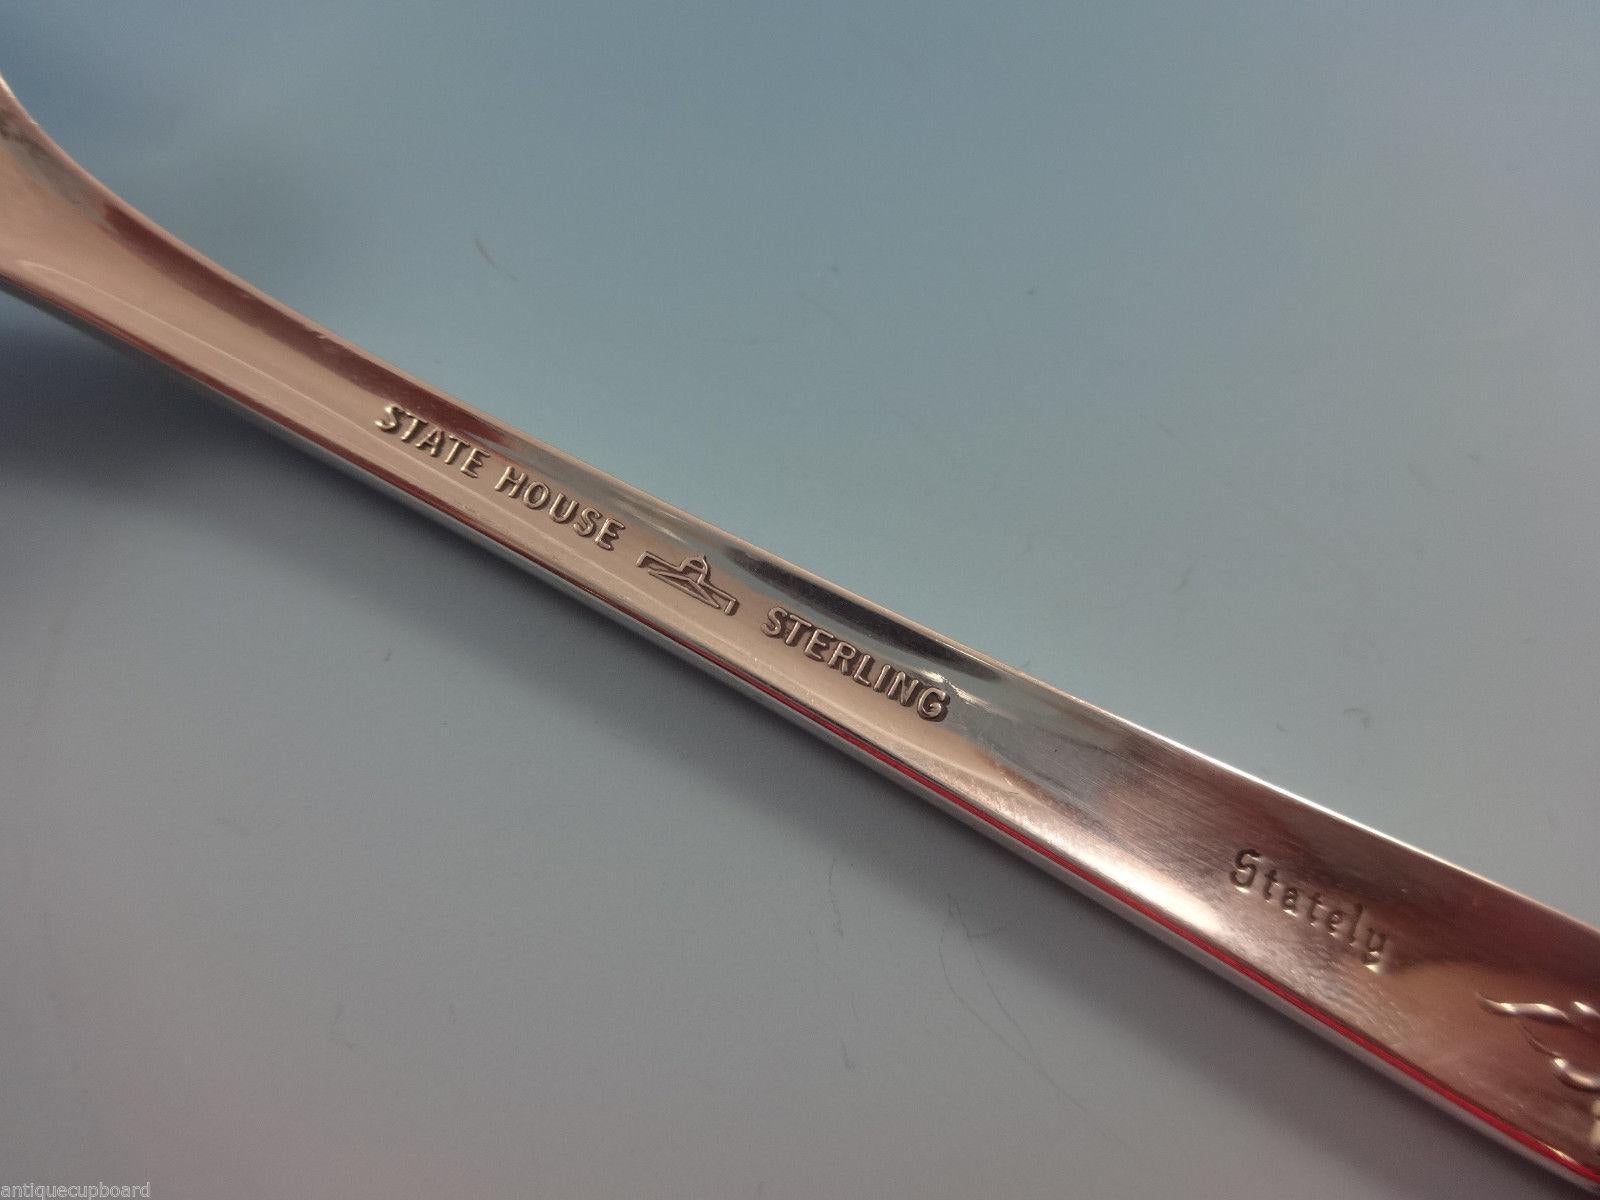 STATE HOUSE STERLING
Stately
antiquecupboard